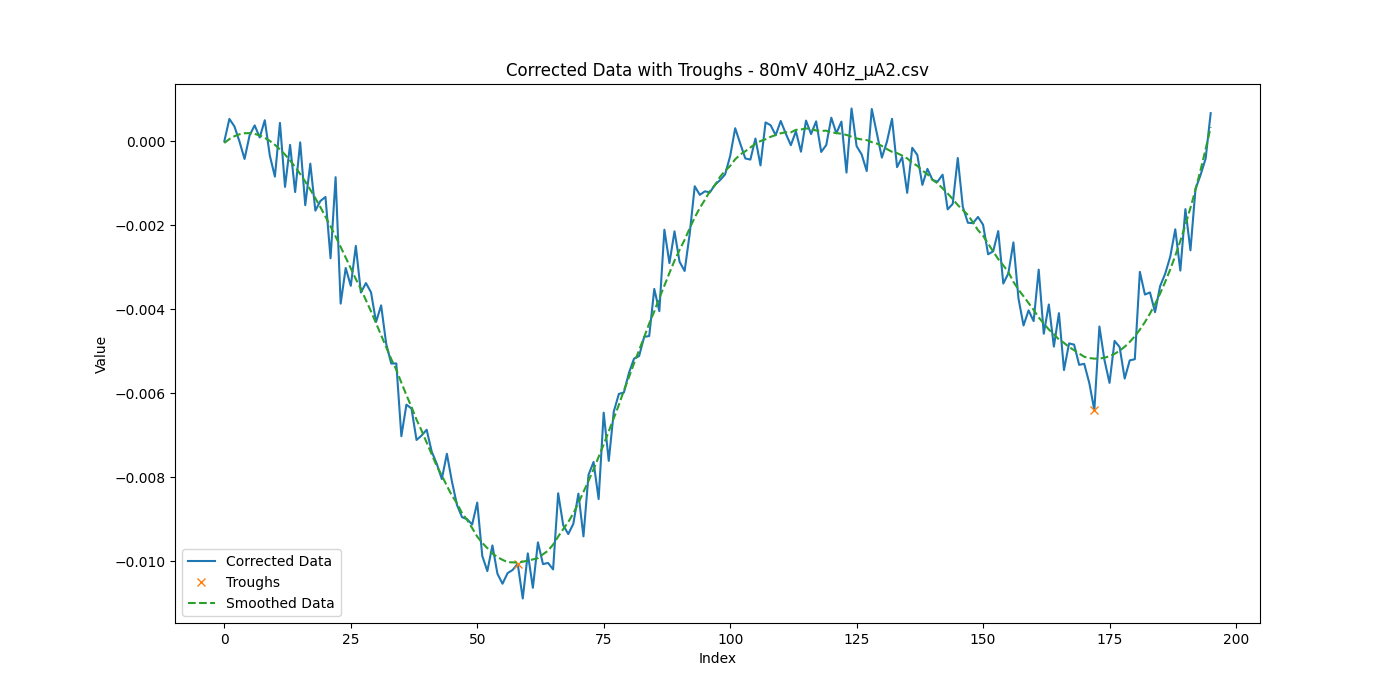 Corrected Data with Troughs - 80mV 40Hz_μA2.csv
Value
0.000
−0.002
−0.004
−0.006
−0.008
−0.010
Corrected Data
Troughs
Smoothed Data
0 25 50 75 100 125 150 175 200
Index